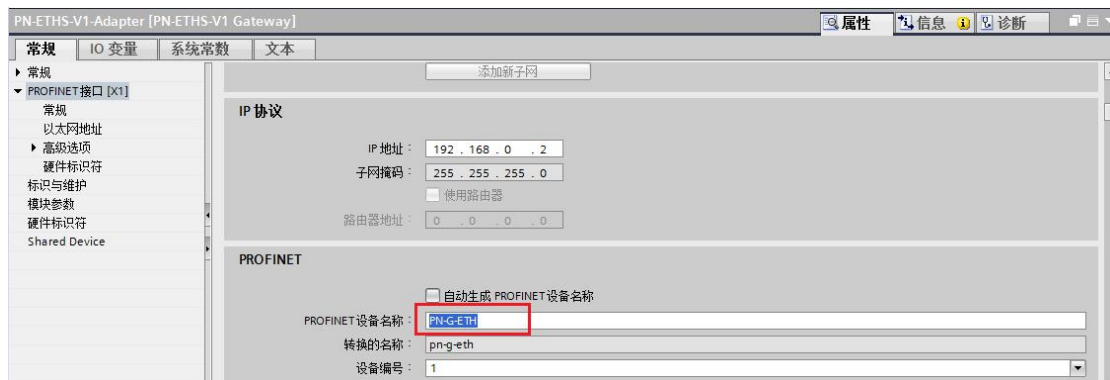 PN-ETHS-V1-Adapter [PN-ETHS-V1 Gateway]
属性 信息 诊断
常规 IO 变量 系统常数 文本
常规
PROFINET接口 [X1]
常规
以太网地址
高级选项
硬件标识符
标识与维护
模块参数
硬件标识符
Shared Device
添加新子网
IP 协议
IP 地址： 192 . 168 . 0 . 2
子网掩码： 255 . 255 . 255 . 0
使用路由器
路由器地址： 0 . 0 . 0 . 0
PROFINET
自动生成 PROFINET设备名称
PROFINET设备名称： PN-G-ETH
转换的名称： pn-g-eth
设备编号： 1